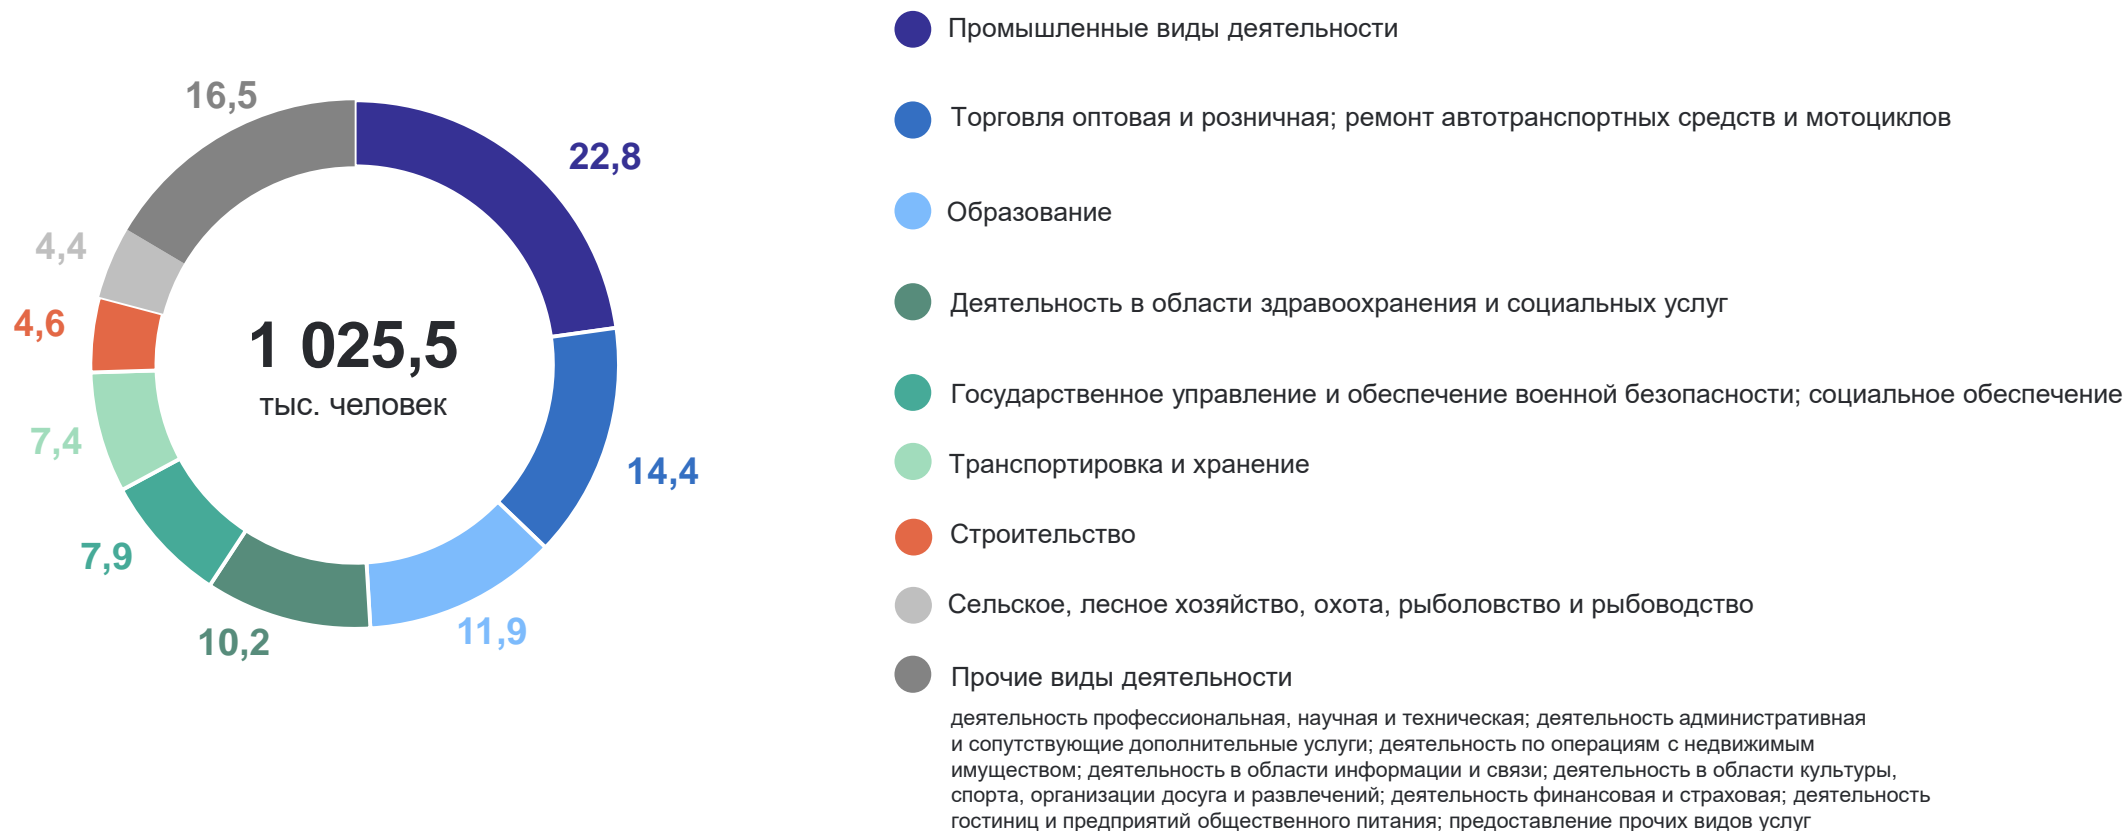 16,5
22,8
4,4
4,6
1 025,5
тыс. человек
7,4
14,4
7,9
10,2
11,9
Промышленные виды деятельности
Торговля оптовая и розничная; ремонт автотранспортных средств и мотоциклов
Образование
Деятельность в области здравоохранения и социальных услуг
Государственное управление и обеспечение военной безопасности; социальное обеспечение
Транспортировка и хранение
Строительство
Сельское, лесное хозяйство, охота, рыболовство и рыбоводство
Прочие виды деятельности
деятельность профессиональная, научная и техническая; деятельность административная
и сопутствующие дополнительные услуги; деятельность по операциям с недвижимым
имуществом; деятельность в области информации и связи; деятельность в области культуры,
спорта, организации досуга и развлечений; деятельность финансовая и страховая; деятельность
гостиниц и предприятий общественного питания; предоставление прочих видов услуг